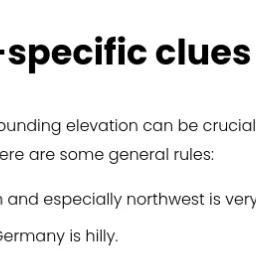 -specific clues
ounding elevation can be crucial
ere are some general rules:
n and especially northwest is very
Germany is hilly.